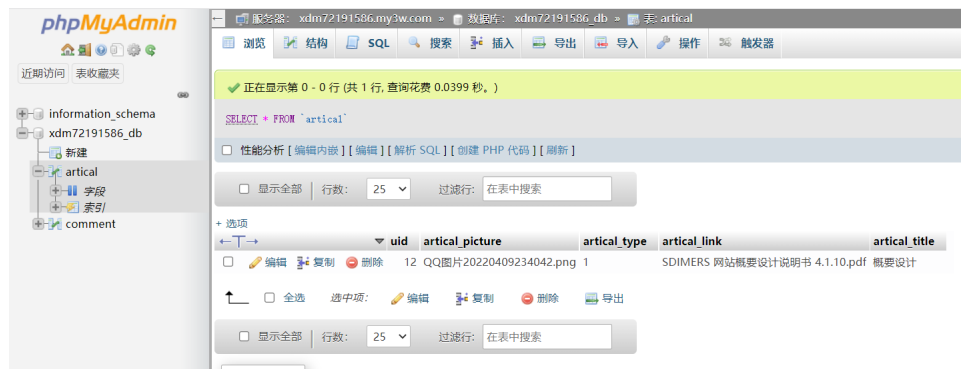 phpMyAdmin
近期访问 表收藏夹
information_schema
xdm72191586_db
新建
artical
字段
索引
comment
服务器: xdm72191586.my3w.com » 数据库: xdm72191586_db » 表: artical
浏览 结构 SQL 搜索 插入 导出 导入 操作 触发器
正在显示第 0 - 0 行 (共 1 行, 查询花费 0.0399 秒。)
SELECT * FROM `artical`
性能分析 [ 编辑内嵌 ] [ 编辑 ] [ 解析 SQL ] [ 创建 PHP 代码 ] [ 刷新 ]
显示全部 | 行数: 25 过滤行: 在表中搜索
+ 选项
←T→ uid artical_picture artical_type artical_link artical_title
编辑 复制 删除 12 QQ图片20220409234042.png 1 SDIMERS 网站概要设计说明书 4.1.10.pdf 概要设计
全选 选中项: 编辑 复制 删除 导出
显示全部 | 行数: 25 过滤行: 在表中搜索